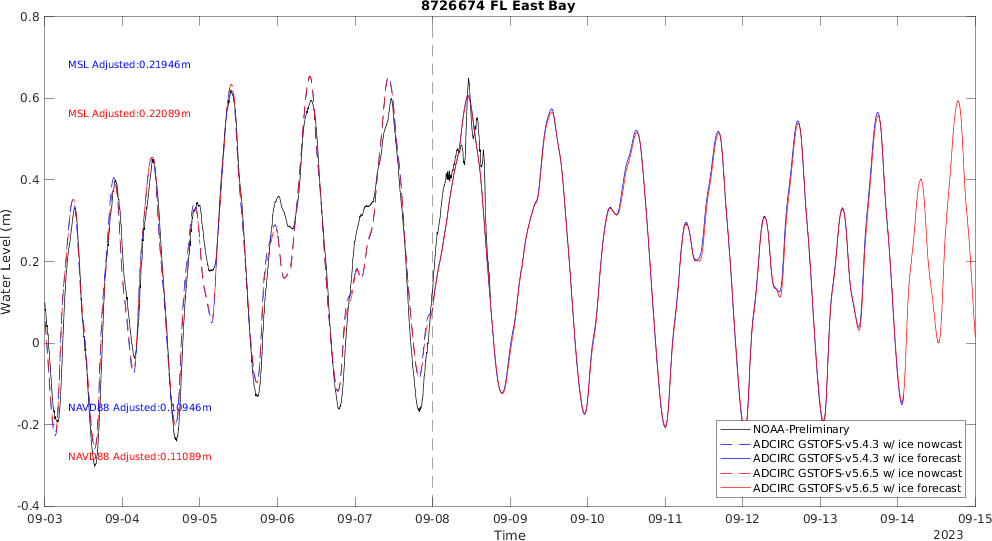 8726674 FL East Bay
0.8
0.6
0.4
0.2
0
-0.2
-0.4
Water Level (m)
MSL Adjusted:0.21946m
MSL Adjusted:0.22089m
NAVD88 Adjusted:0.10946m
NAVD88 Adjusted:0.11089m
NOAA-Preliminary
ADCIRC GSTOFS-v5.4.3 w/ ice nowcast
ADCIRC GSTOFS-v5.4.3 w/ ice forecast
ADCIRC GSTOFS-v5.6.5 w/ ice nowcast
ADCIRC GSTOFS-v5.6.5 w/ ice forecast
09-03 09-04 09-05 09-06 09-07 09-08 09-09 09-10 09-11 09-12 09-13 09-14 09-15
Time
2023